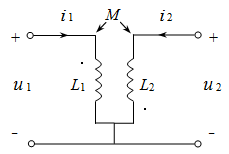 i1 M i2
+ +
u1 L1 L2 u2
- -